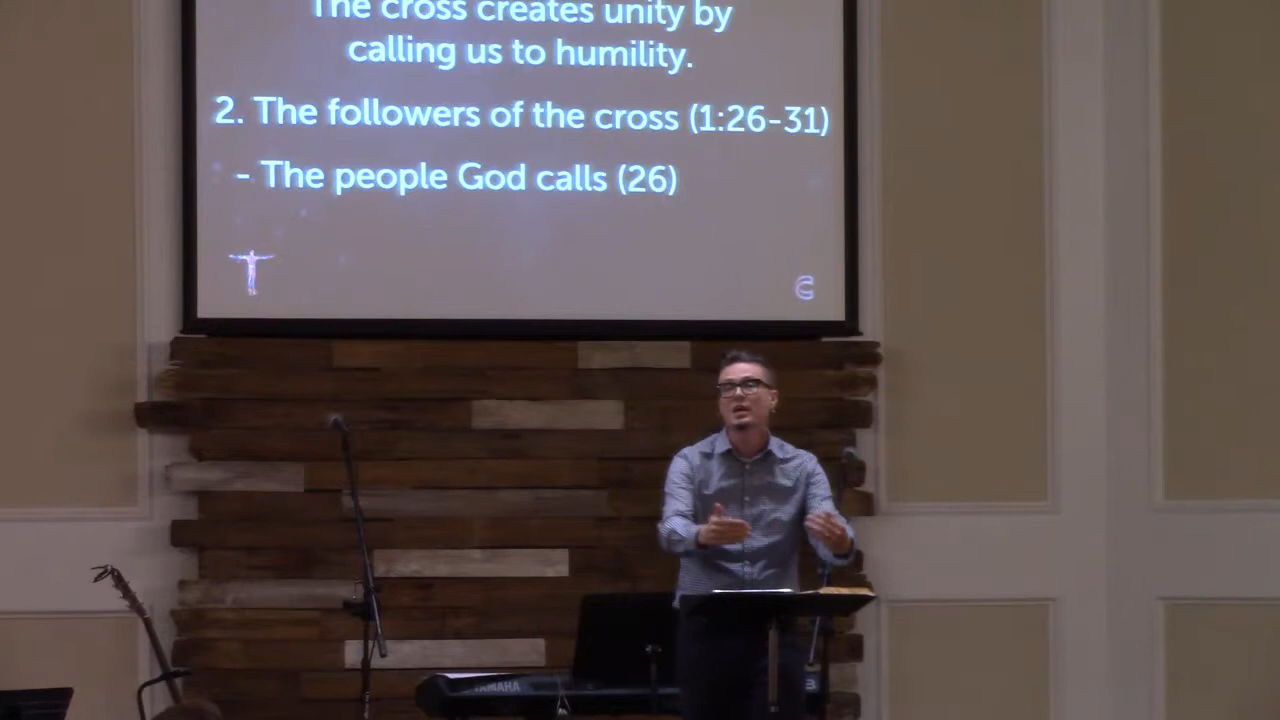 The cross creates unity by
calling us to humility.
2. The followers of the cross (1:26-31)
- The people God calls (26)
C
YAMAHA